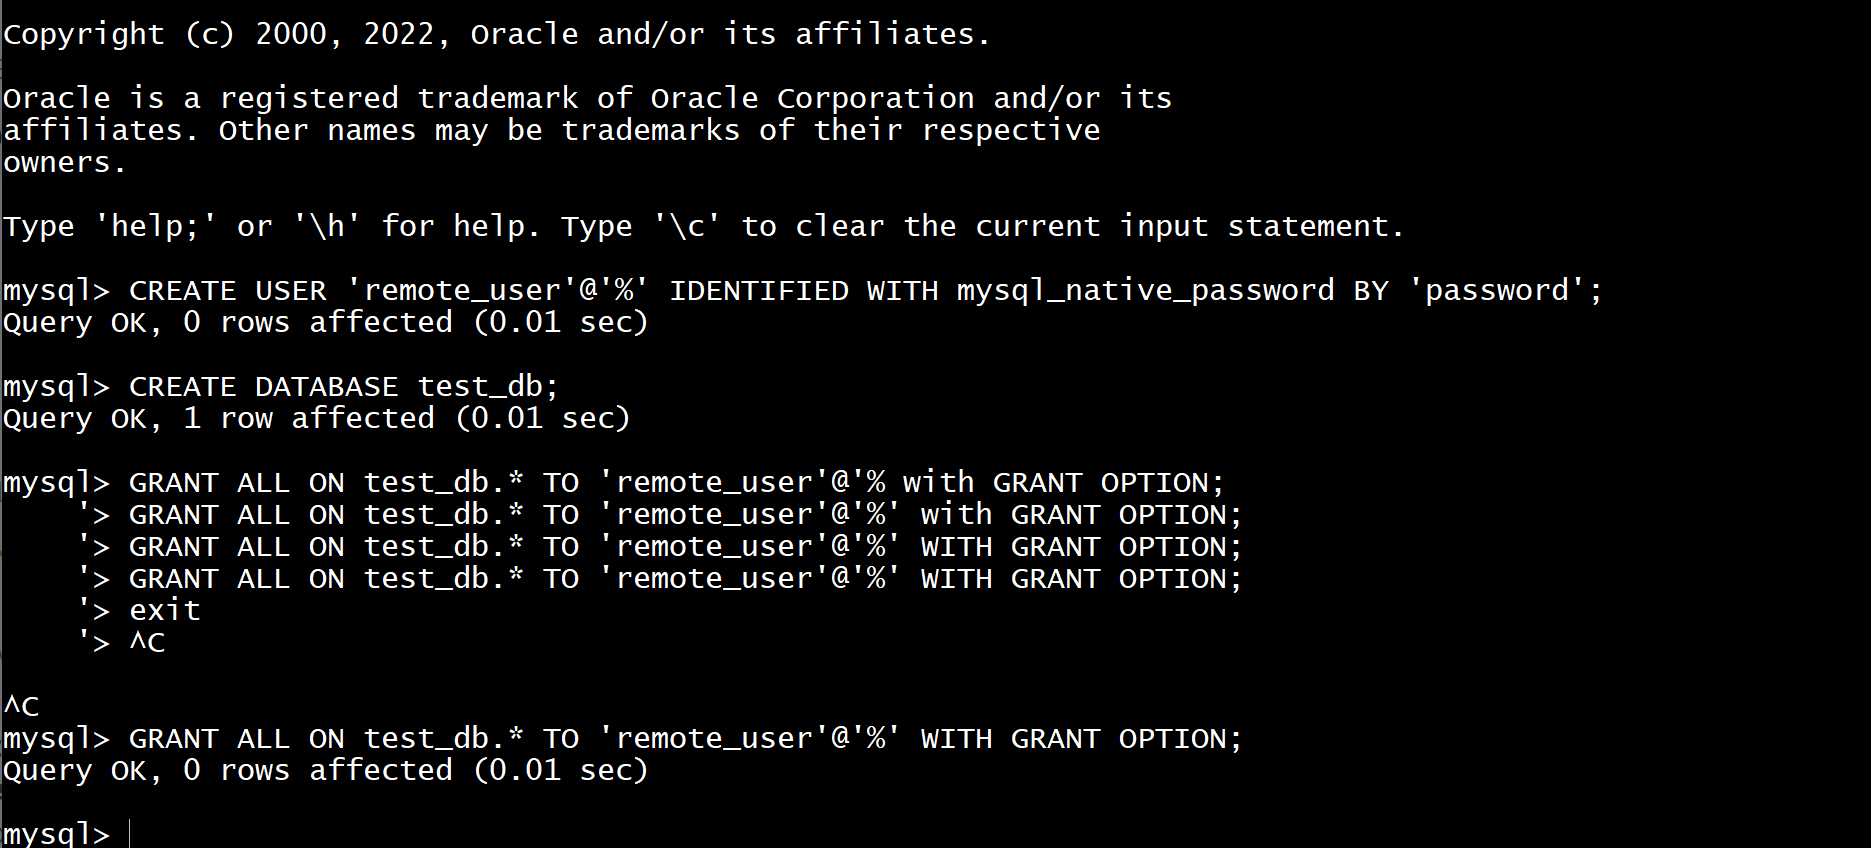 Copyright (c) 2000, 2022, Oracle and/or its affiliates.
Oracle is a registered trademark of Oracle Corporation and/or its
affiliates. Other names may be trademarks of their respective
owners.
Type 'help;' or '\h' for help. Type '\c' to clear the current input statement.
mysql> CREATE USER 'remote_user'@'%' IDENTIFIED WITH mysql_native_password BY 'password';
Query OK, 0 rows affected (0.01 sec)
mysql> CREATE DATABASE test_db;
Query OK, 1 row affected (0.01 sec)
mysql> GRANT ALL ON test_db.* TO 'remote_user'@'% with GRANT OPTION;
'> GRANT ALL ON test_db.* TO 'remote_user'@'%' with GRANT OPTION;
'> GRANT ALL ON test_db.* TO 'remote_user'@'%' WITH GRANT OPTION;
'> GRANT ALL ON test_db.* TO 'remote_user'@'%' WITH GRANT OPTION;
'> exit
'> ^C
^C
mysql> GRANT ALL ON test_db.* TO 'remote_user'@'%' WITH GRANT OPTION;
Query OK, 0 rows affected (0.01 sec)
mysql>